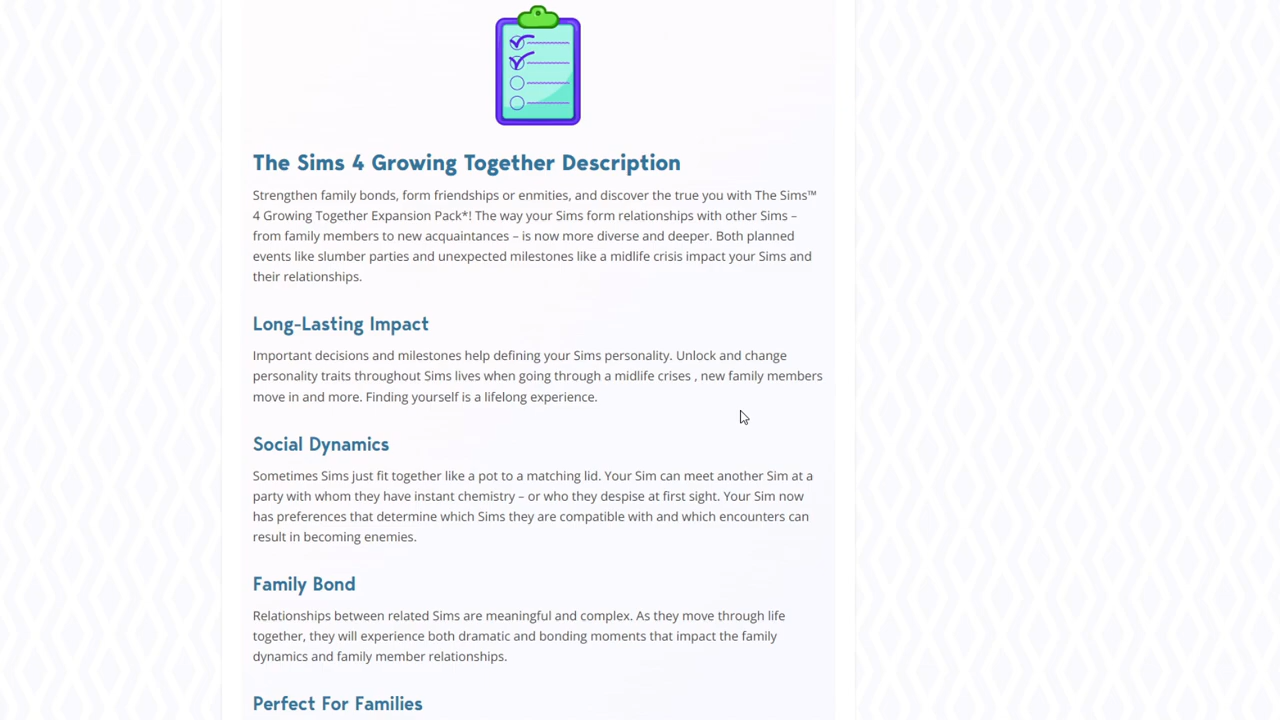 The Sims 4 Growing Together Description
Strengthen family bonds, form friendships or enmities, and discover the true you with The Sims™
4 Growing Together Expansion Pack*! The way your Sims form relationships with other Sims –
from family members to new acquaintances – is now more diverse and deeper. Both planned
events like slumber parties and unexpected milestones like a midlife crisis impact your Sims and
their relationships.
Long-Lasting Impact
Important decisions and milestones help defining your Sims personality. Unlock and change
personality traits throughout Sims lives when going through a midlife crises , new family members
move in and more. Finding yourself is a lifelong experience.
Social Dynamics
Sometimes Sims just fit together like a pot to a matching lid. Your Sim can meet another Sim at a
party with whom they have instant chemistry – or who they despise at first sight. Your Sim now
has preferences that determine which Sims they are compatible with and which encounters can
result in becoming enemies.
Family Bond
Relationships between related Sims are meaningful and complex. As they move through life
together, they will experience both dramatic and bonding moments that impact the family
dynamics and family member relationships.
Perfect For Families